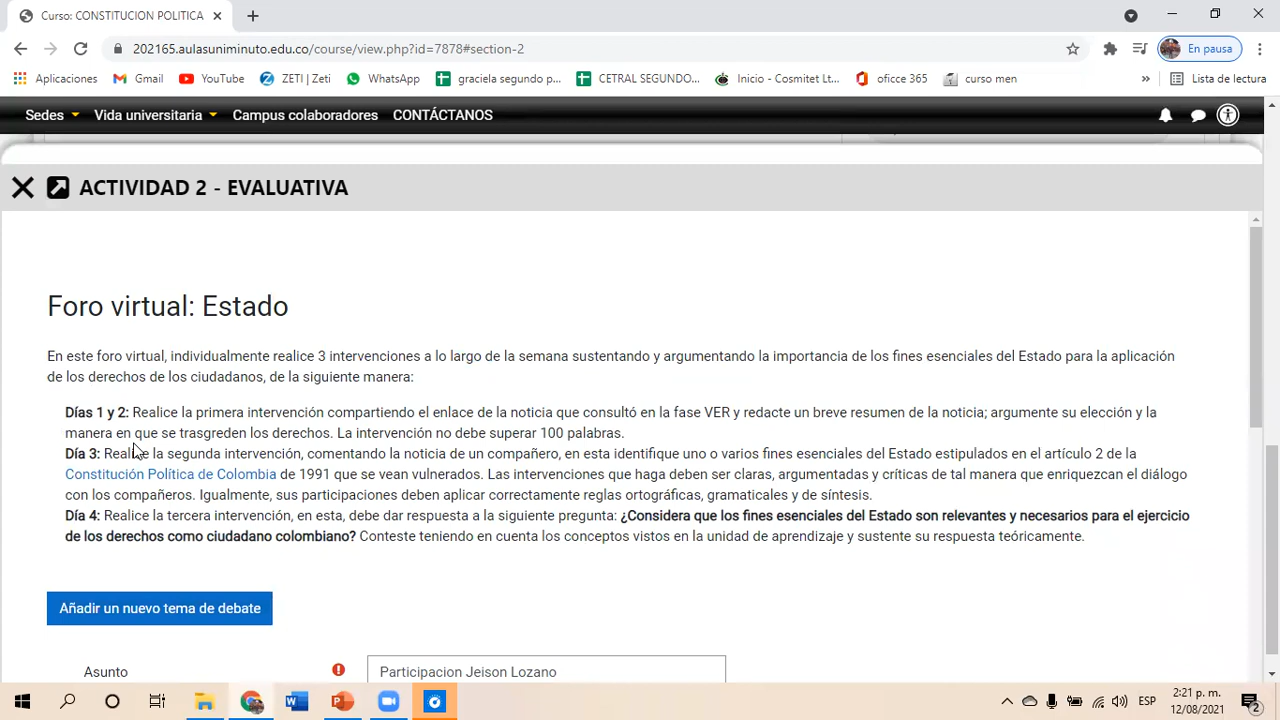 Curso: CONSTITUCION POLITICA
202165.aulasuniminuto.edu.co/course/view.php?id=7878#section-2
En pausa
Aplicaciones
Gmail
YouTube
ZETI | Zeti
WhatsApp
graciela segundo p...
CETRAL SEGUNDO...
Inicio - Cosmitet Lt...
oficce 365
curso men
»
Lista de lectura
Sedes
Vida universitaria
Campus colaboradores
CONTÁCTANOS
ACTIVIDAD 2 - EVALUATIVA
Foro virtual: Estado
En este foro virtual, individualmente realice 3 intervenciones a lo largo de la semana sustentando y argumentando la importancia de los fines esenciales del Estado para la aplicación
de los derechos de los ciudadanos, de la siguiente manera:
Días 1 y 2: Realice la primera intervención compartiendo el enlace de la noticia que consultó en la fase VER y redacte un breve resumen de la noticia; argumente su elección y la
manera en que se trasgreden los derechos. La intervención no debe superar 100 palabras.
Día 3: Realice la segunda intervención, comentando la noticia de un compañero, en esta identifique uno o varios fines esenciales del Estado estipulados en el artículo 2 de la
Constitución Política de Colombia de 1991 que se vean vulnerados. Las intervenciones que haga deben ser claras, argumentadas y críticas de tal manera que enriquezcan el diálogo
con los compañeros. Igualmente, sus participaciones deben aplicar correctamente reglas ortográficas, gramaticales y de síntesis.
Día 4: Realice la tercera intervención, en esta, debe dar respuesta a la siguiente pregunta: ¿Considera que los fines esenciales del Estado son relevantes y necesarios para el ejercicio
de los derechos como ciudadano colombiano? Conteste teniendo en cuenta los conceptos vistos en la unidad de aprendizaje y sustente su respuesta teóricamente.
Añadir un nuevo tema de debate
Asunto
Participacion Jeison Lozano
ESP
2:21 p. m.
12/08/2021
2